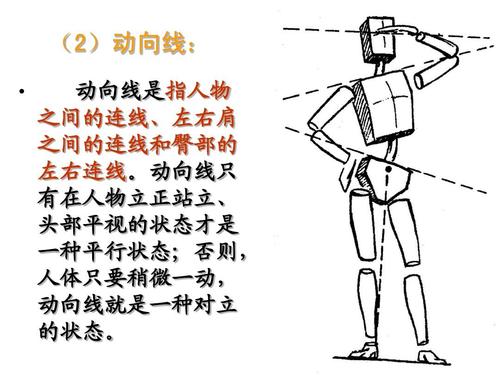 （2）动向线：
• 动向线是指人物
之间的连线、左右肩
之间的连线和臀部的
左右连线。动向线只
有在人物立正站立、
头部平视的状态才是
一种平行状态；否则，
人体只要稍微一动，
动向线就是一种对立
的状态。